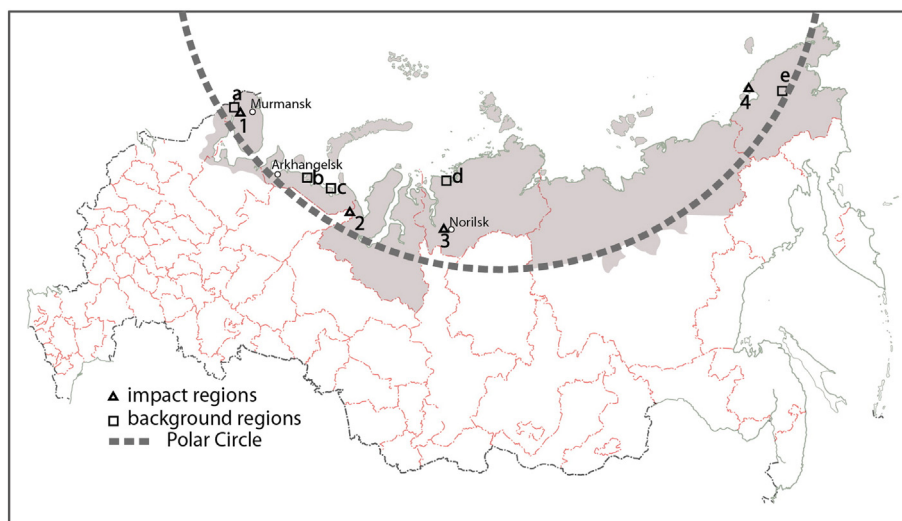 a
Murmansk
1
4
e
Arkhangelsk
b
c
d
2
3
Norilsk
impact regions
background regions
Polar Circle